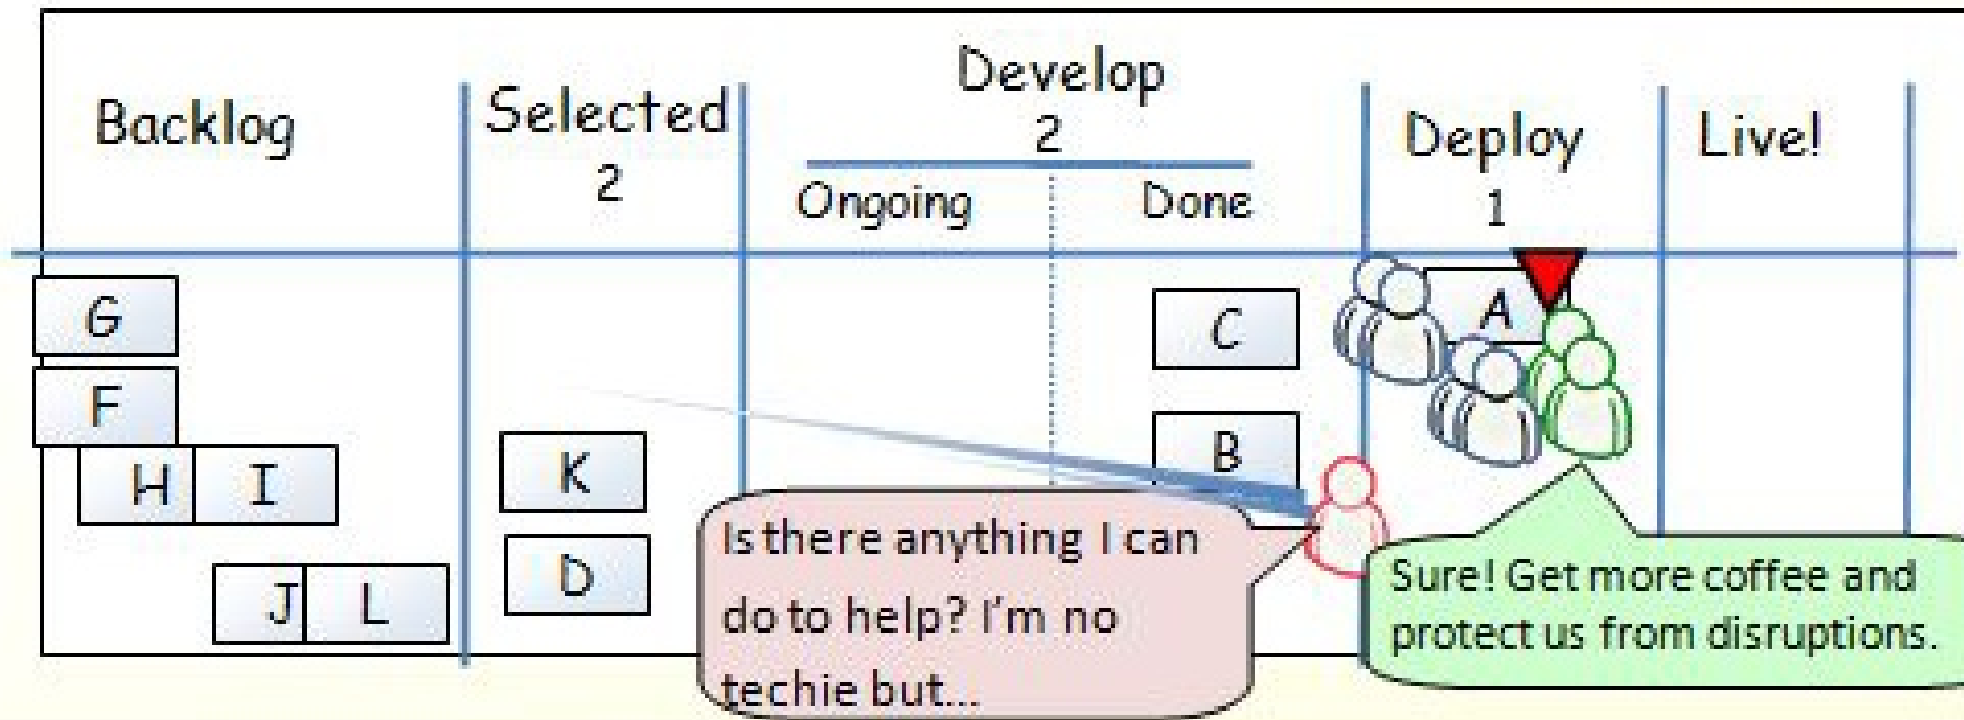 Backlog
Selected
2
Develop
2
Ongoing
Done
Deploy
1
Live!
G
F
H I
J L
K
D
C
B
A
Is there anything I can
do to help? I'm no
techie but...
Sure! Get more coffee and
protect us from disruptions.